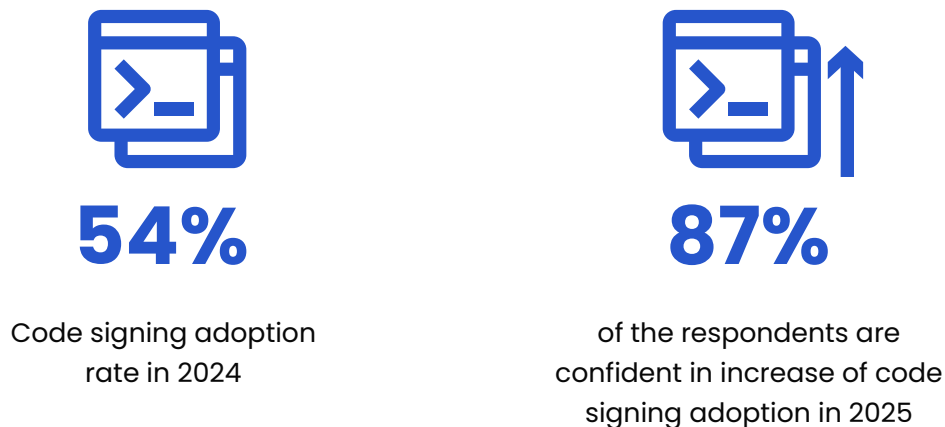 54%
Code signing adoption
rate in 2024
87%
of the respondents are
confident in increase of code
signing adoption in 2025